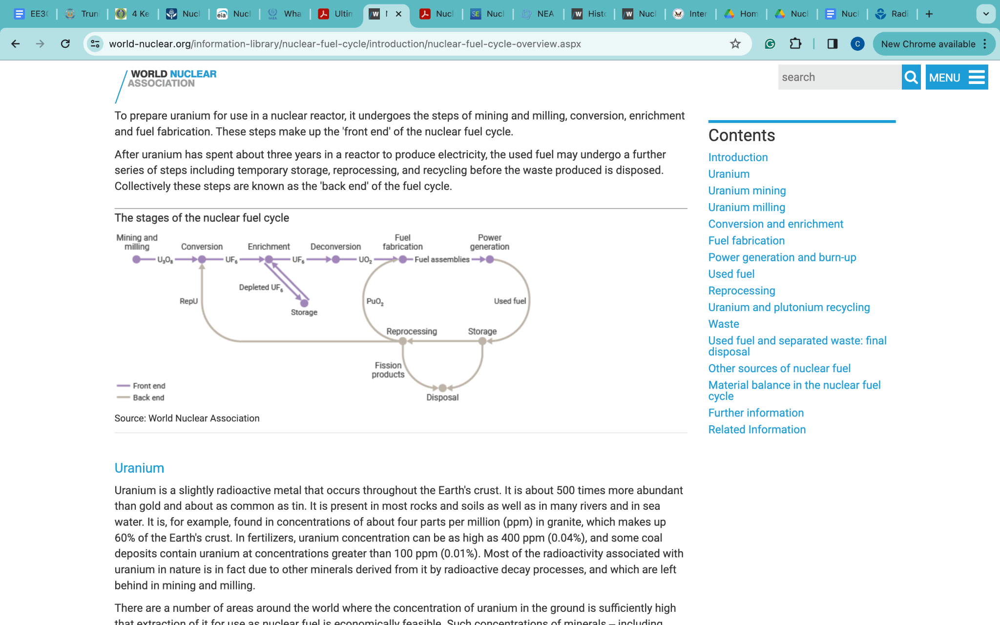 EE3
Trun
4 Ke
Nucl
eia
Nucl
Wha
Ultim
/W
Nucl
SE
Nucl
NEA
/W
Histo
/W
Nucl
Inter
Hom
Nucl
Nucl
Radi
world-nuclear.org/information-library/nuclear-fuel-cycle/introduction/nuclear-fuel-cycle-overview.aspx
G
C
New Chrome available
WORLD NUCLEAR
ASSOCIATION
search
MENU
To prepare uranium for use in a nuclear reactor, it undergoes the steps of mining and milling, conversion, enrichment
and fuel fabrication. These steps make up the 'front end' of the nuclear fuel cycle.
After uranium has spent about three years in a reactor to produce electricity, the used fuel may undergo a further
series of steps including temporary storage, reprocessing, and recycling before the waste produced is disposed.
Collectively these steps are known as the 'back end' of the fuel cycle.
The stages of the nuclear fuel cycle
Mining and
milling
Conversion
Enrichment
Deconversion
Fuel
fabrication
Power
generation
U₃O₈
UF₆
UF₆
UO₂
Fuel assemblies
Depleted UF₆
RepU
Storage
PuO₂
Used fuel
Reprocessing
Storage
Fission
products
Disposal
Front end
Back end
Source: World Nuclear Association
Uranium
Uranium is a slightly radioactive metal that occurs throughout the Earth's crust. It is about 500 times more abundant
than gold and about as common as tin. It is present in most rocks and soils as well as in many rivers and in sea
water. It is, for example, found in concentrations of about four parts per million (ppm) in granite, which makes up
60% of the Earth's crust. In fertilizers, uranium concentration can be as high as 400 ppm (0.04%), and some coal
deposits contain uranium at concentrations greater than 100 ppm (0.01%). Most of the radioactivity associated with
uranium in nature is in fact due to other minerals derived from it by radioactive decay processes, and which are left
behind in mining and milling.
There are a number of areas around the world where the concentration of uranium in the ground is sufficiently high
that extraction of it for use as nuclear fuel is economically feasible. Such concentrations of minerals – including
Contents
Introduction
Uranium
Uranium mining
Uranium milling
Conversion and enrichment
Fuel fabrication
Power generation and burn-up
Used fuel
Reprocessing
Uranium and plutonium recycling
Waste
Used fuel and separated waste: final
disposal
Other sources of nuclear fuel
Material balance in the nuclear fuel
cycle
Further information
Related Information